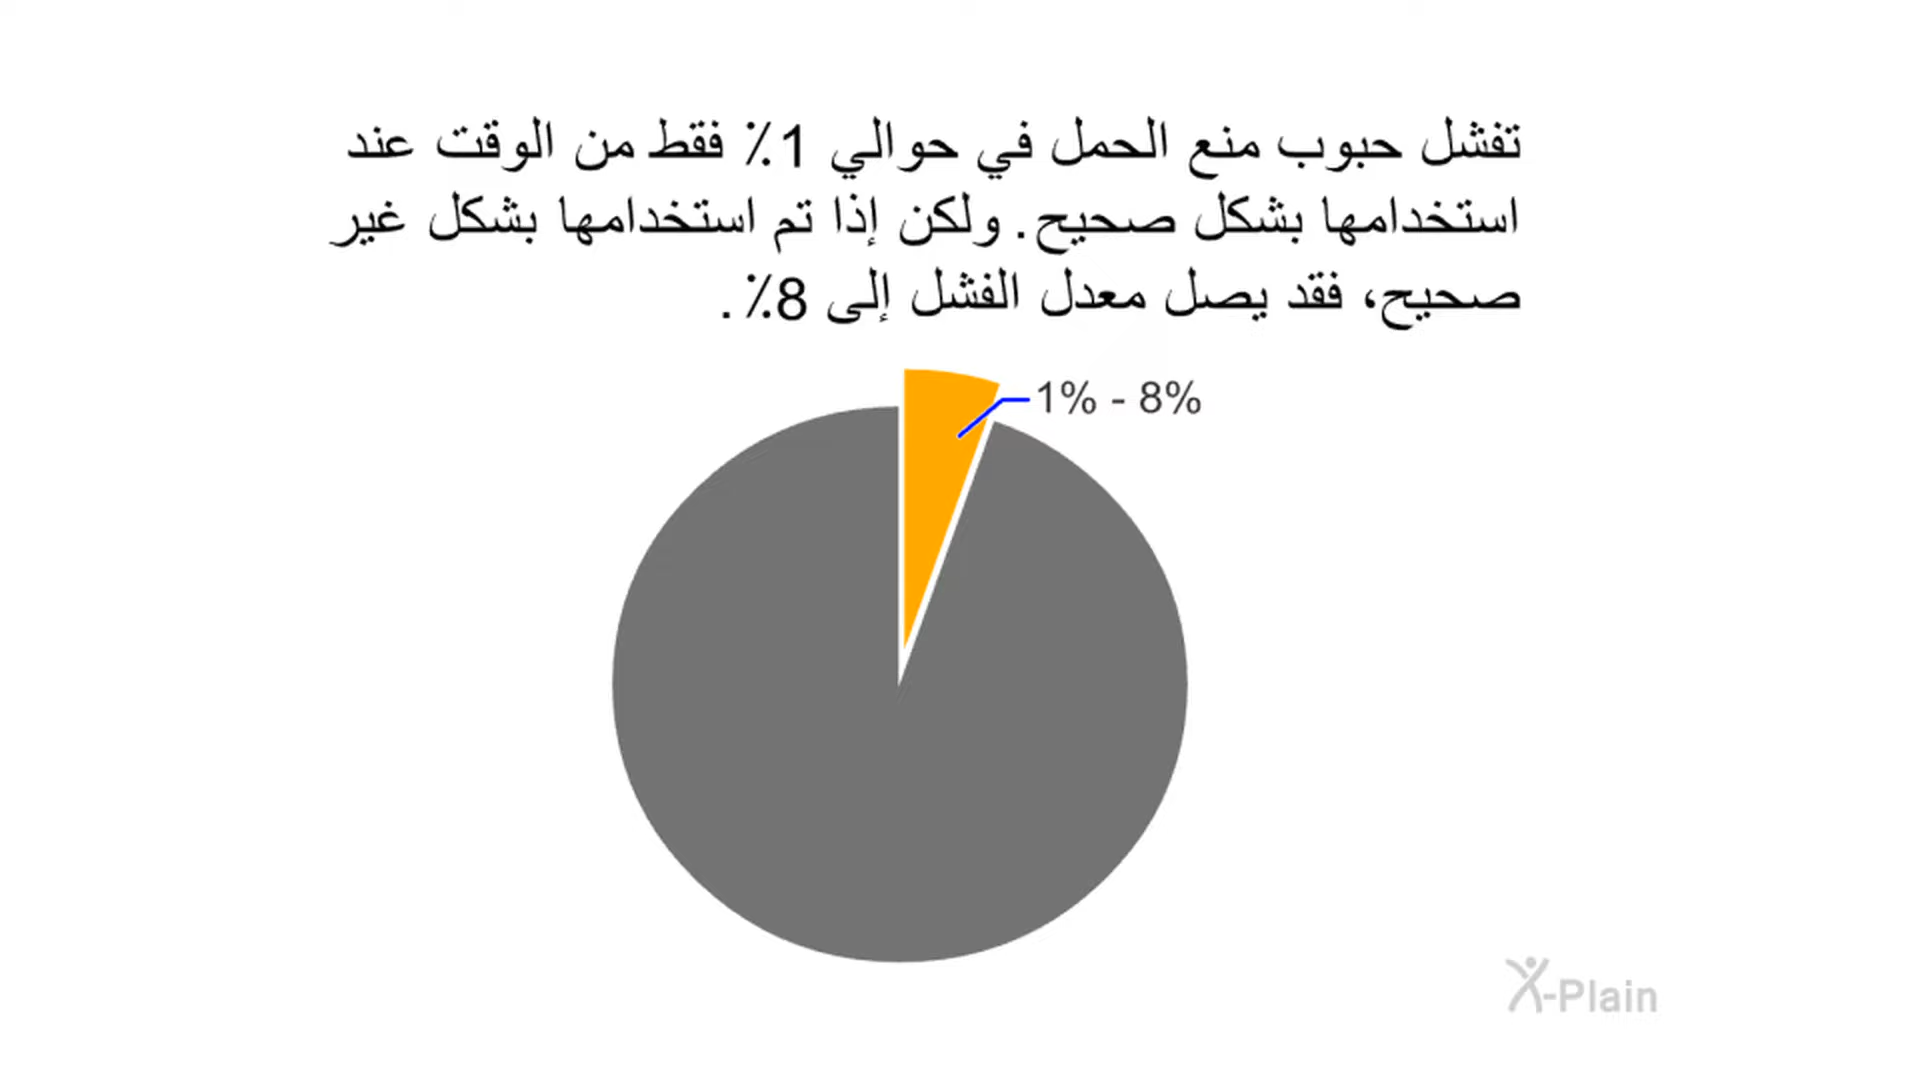 تفشل حبوب منع الحمل في حوالي 1٪ فقط من الوقت عند
استخدامها بشكل صحيح. ولكن إذا تم استخدامها بشكل غير
صحيح، فقد يصل معدل الفشل إلى 8٪.
1% - 8%
X-Plain